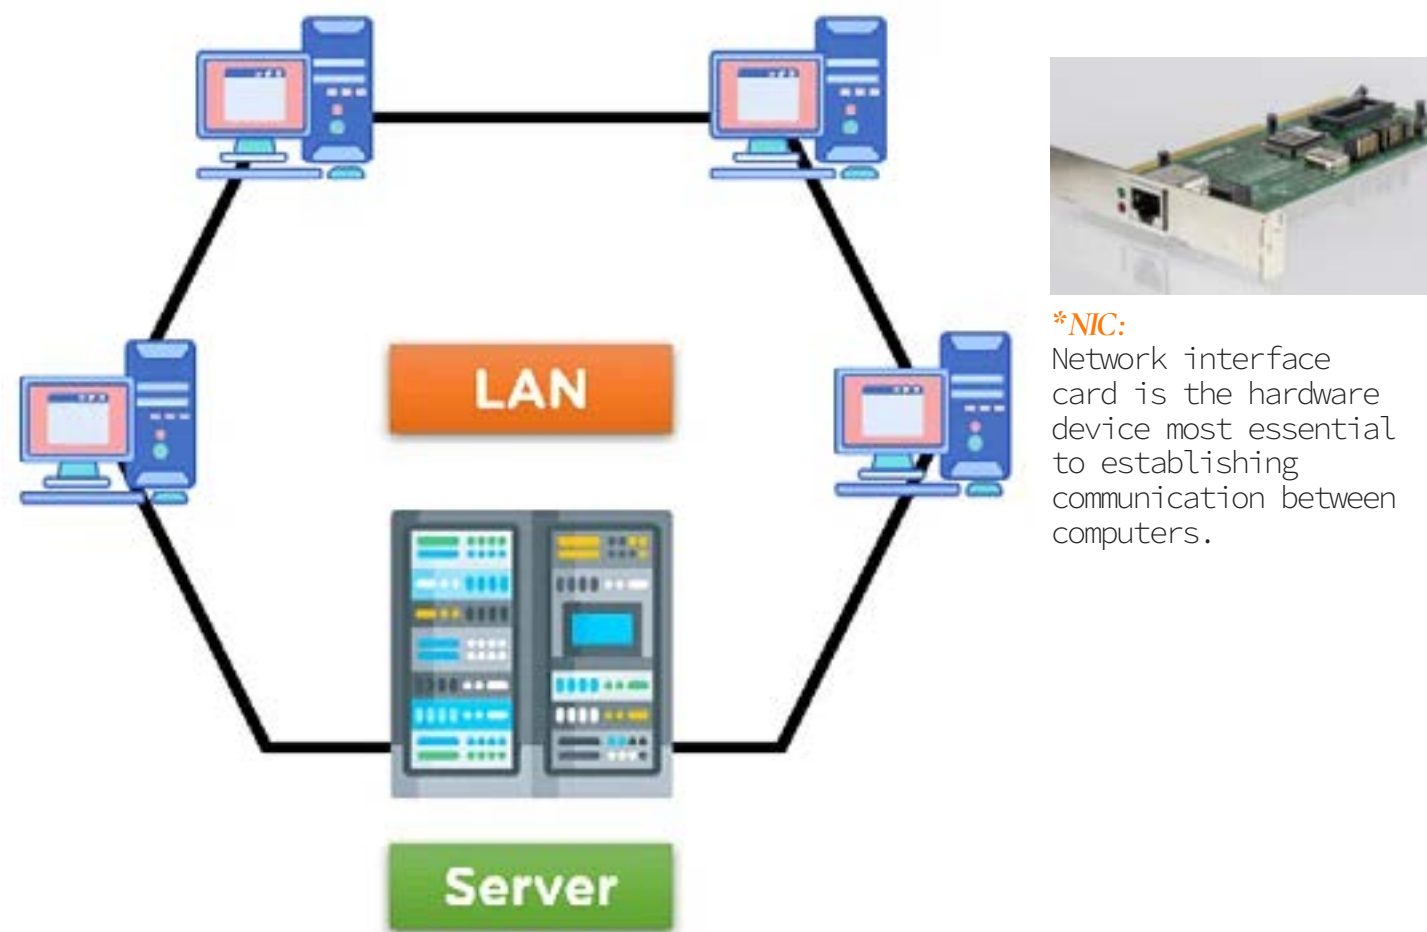 LAN
Server
*NIC:
Network interface
card is the hardware
device most essential
to establishing
communication between
computers.